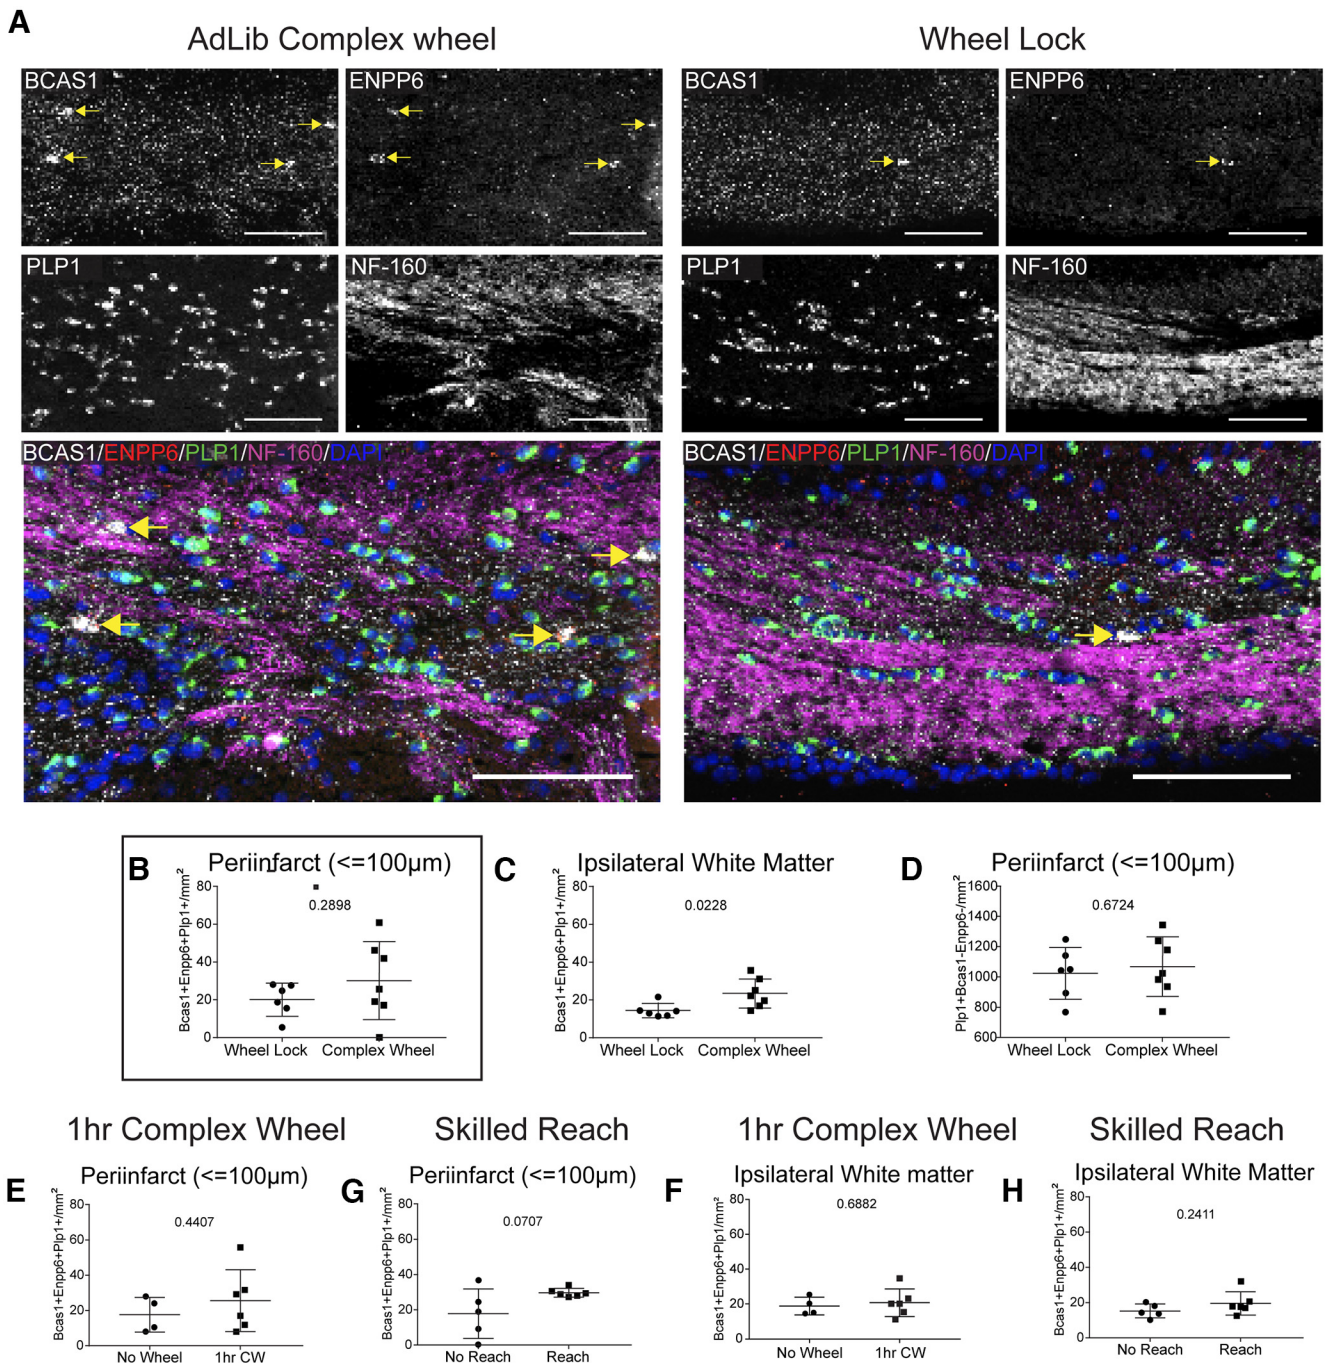 A
AdLib Complex wheel
Wheel Lock
BCAS1
ENPP6
BCAS1
ENPP6
PLP1
NF-160
PLP1
NF-160
BCAS1/ENPP6/PLP1/NF-160/DAPI
BCAS1/ENPP6/PLP1/NF-160/DAPI
B
Periinfarct (<=100µm)
Bcas1+Enpp6+Plp1+/mm²
80
60
40
20
0
0.2898
Wheel Lock
Complex Wheel
C
Ipsilateral White Matter
Bcas1+Enpp6+Plp1+/mm²
80
60
40
20
0
0.0228
Wheel Lock
Complex Wheel
D
Periinfarct (<=100µm)
Plp1+Bcas1-Enpp6-/mm²
1600
1400
1200
1000
800
600
0.6724
Wheel Lock
Complex Wheel
1hr Complex Wheel
Skilled Reach
1hr Complex Wheel
Skilled Reach
E
Periinfarct (<=100µm)
Bcas1+Enpp6+Plp1+/mm²
80
60
40
20
0
0.4407
No Wheel
1hr CW
G
Periinfarct (<=100µm)
Bcas1+Enpp6+Plp1+/mm²
80
60
40
20
0
0.0707
No Reach
Reach
F
Ipsilateral White matter
Bcas1+Enpp6+Plp1/mm²
80
60
40
20
0
0.6882
No Wheel
1hr CW
H
Ipsilateral White Matter
Bcas1+Enpp6+Plp1+/mm²
80
60
40
20
0
0.2411
No Reach
Reach